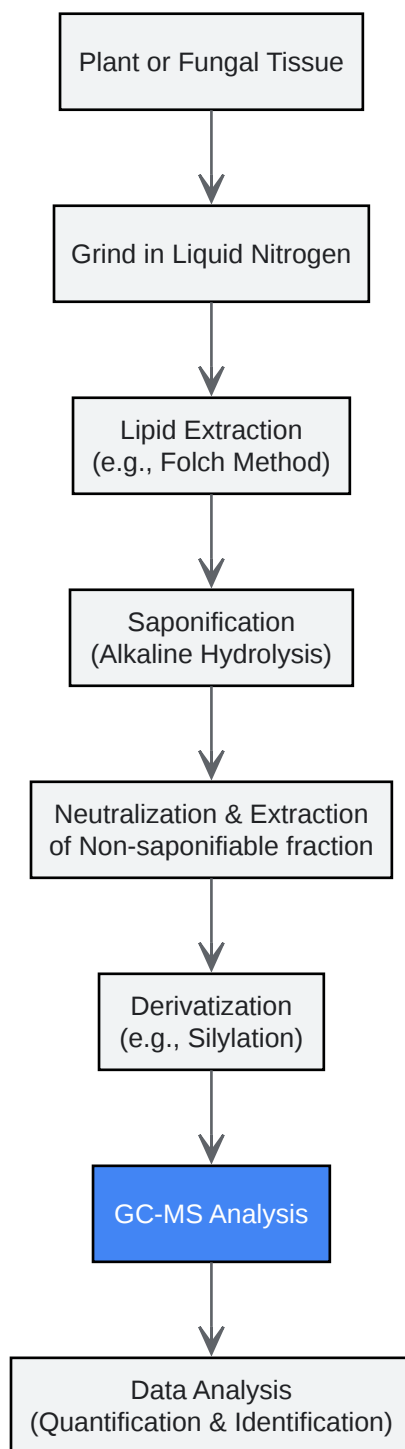 Plant or Fungal Tissue
Grind in Liquid Nitrogen
Lipid Extraction
(e.g., Folch Method)
Saponification
(Alkaline Hydrolysis)
Neutralization & Extraction
of Non-saponifiable fraction
Derivatization
(e.g., Silylation)
GC-MS Analysis
Data Analysis
(Quantification & Identification)